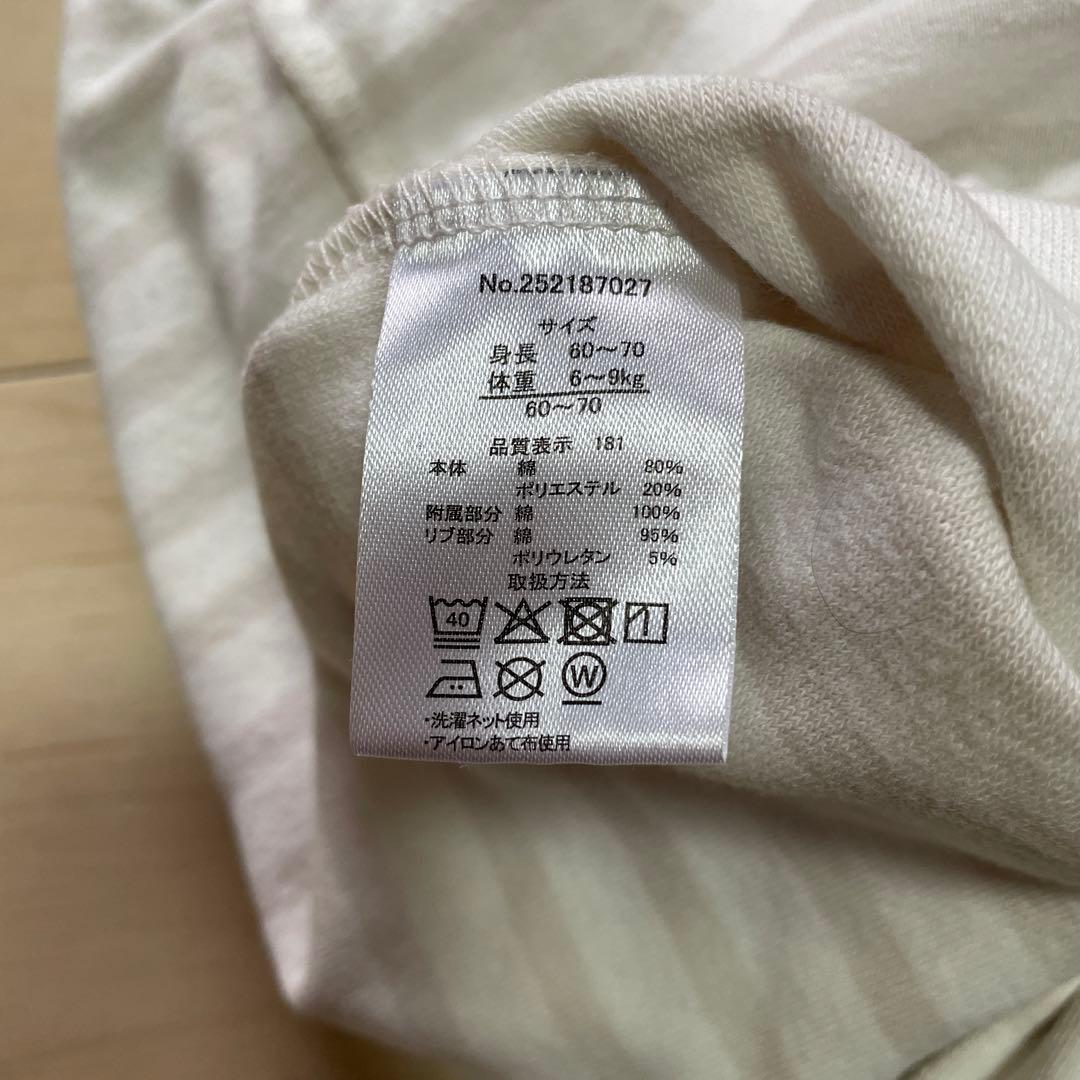 No.252187027
サイズ
身長 60～70
体重 6～9kg
60～70
品質表示 181
本体 綿 80%
ポリエステル 20%
附属部分 綿 100%
リブ部分 綿 95%
ポリウレタン 5%
取扱方法
40
W
・洗濯ネット使用
・アイロンあて布使用